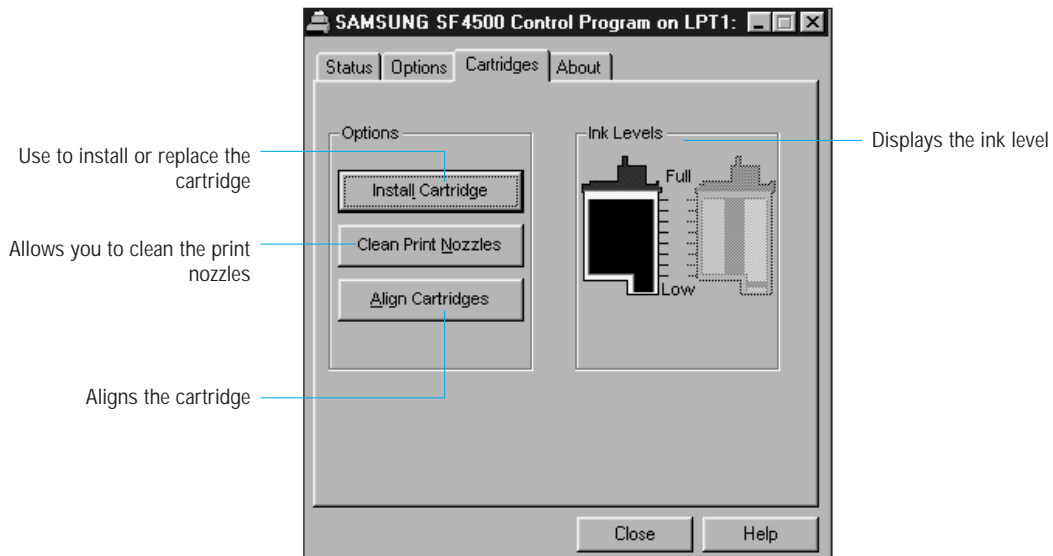 SAMSUNG SF4500 Control Program on LPT1:
Status
Options
Cartridges
About
Options
Install Cartridge
Clean Print Nozzles
Align Cartridges
Ink Levels
Full
Low
Close
Help
Use to install or replace the
cartridge
Allows you to clean the print
nozzles
Aligns the cartridge
Displays the ink level